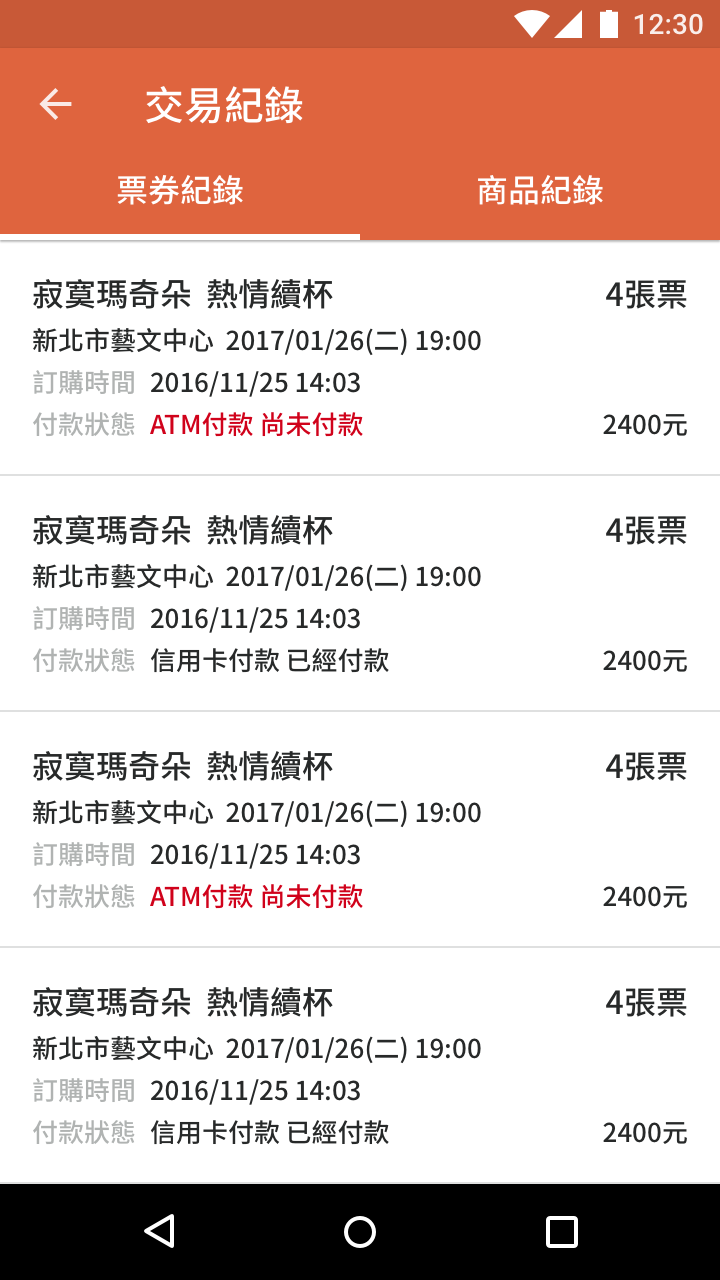 12:30
交易紀錄
票券紀錄 商品紀錄
寂寞瑪奇朵 熱情續杯 4張票
新北市藝文中心 2017/01/26(二) 19:00
訂購時間 2016/11/25 14:03
付款狀態 ATM付款 尚未付款 2400元
寂寞瑪奇朵 熱情續杯 4張票
新北市藝文中心 2017/01/26(二) 19:00
訂購時間 2016/11/25 14:03
付款狀態 信用卡付款 已經付款 2400元
寂寞瑪奇朵 熱情續杯 4張票
新北市藝文中心 2017/01/26(二) 19:00
訂購時間 2016/11/25 14:03
付款狀態 ATM付款 尚未付款 2400元
寂寞瑪奇朵 熱情續杯 4張票
新北市藝文中心 2017/01/26(二) 19:00
訂購時間 2016/11/25 14:03
付款狀態 信用卡付款 已經付款 2400元